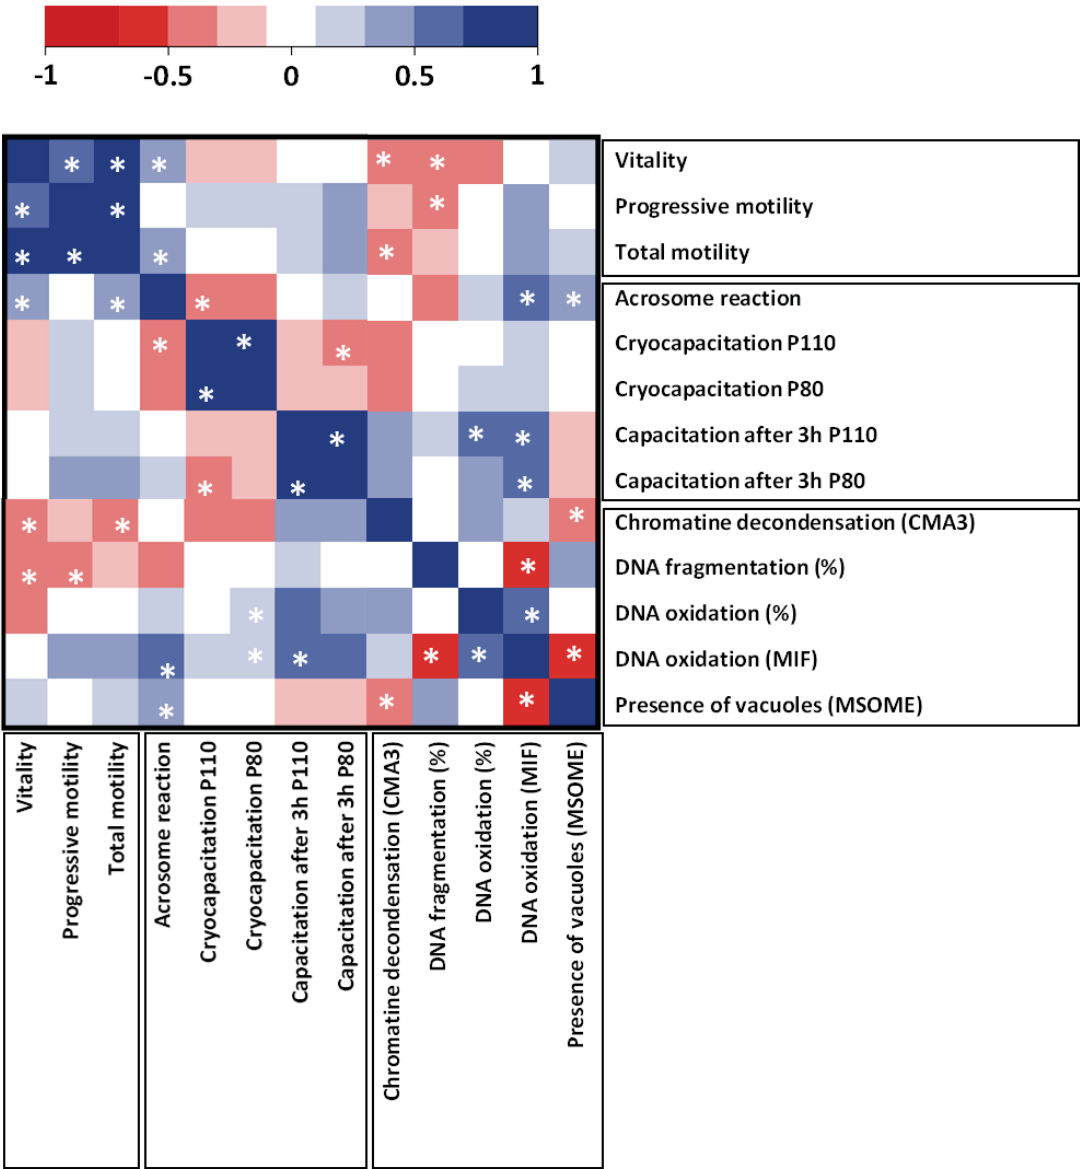 -1 -0.5 0 0.5 1
* * * * * *
* * *
* * * * 
* * * * *
* * *
*
* * *
* * *
* * *
* * *
* *
* * * * * *
* * *
Vitality
Progressive motility
Total motility
Acrosome reaction
Cryocapacitation P110
Cryocapacitation P80
Capacitation after 3h P110
Capacitation after 3h P80
Chromatine decondensation (CMA3)
DNA fragmentation (%)
DNA oxidation (%)
DNA oxidation (MIF)
Presence of vacuoles (MSOME)
Vitality
Progressive motility
Total motility
Acrosome reaction
Cryocapacitation P110
Cryocapacitation P80
Capacitation after 3h P110
Capacitation after 3h P80
Chromatine decondensation (CMA3)
DNA fragmentation (%)
DNA oxidation (%)
DNA oxidation (MIF)
Presence of vacuoles (MSOME)